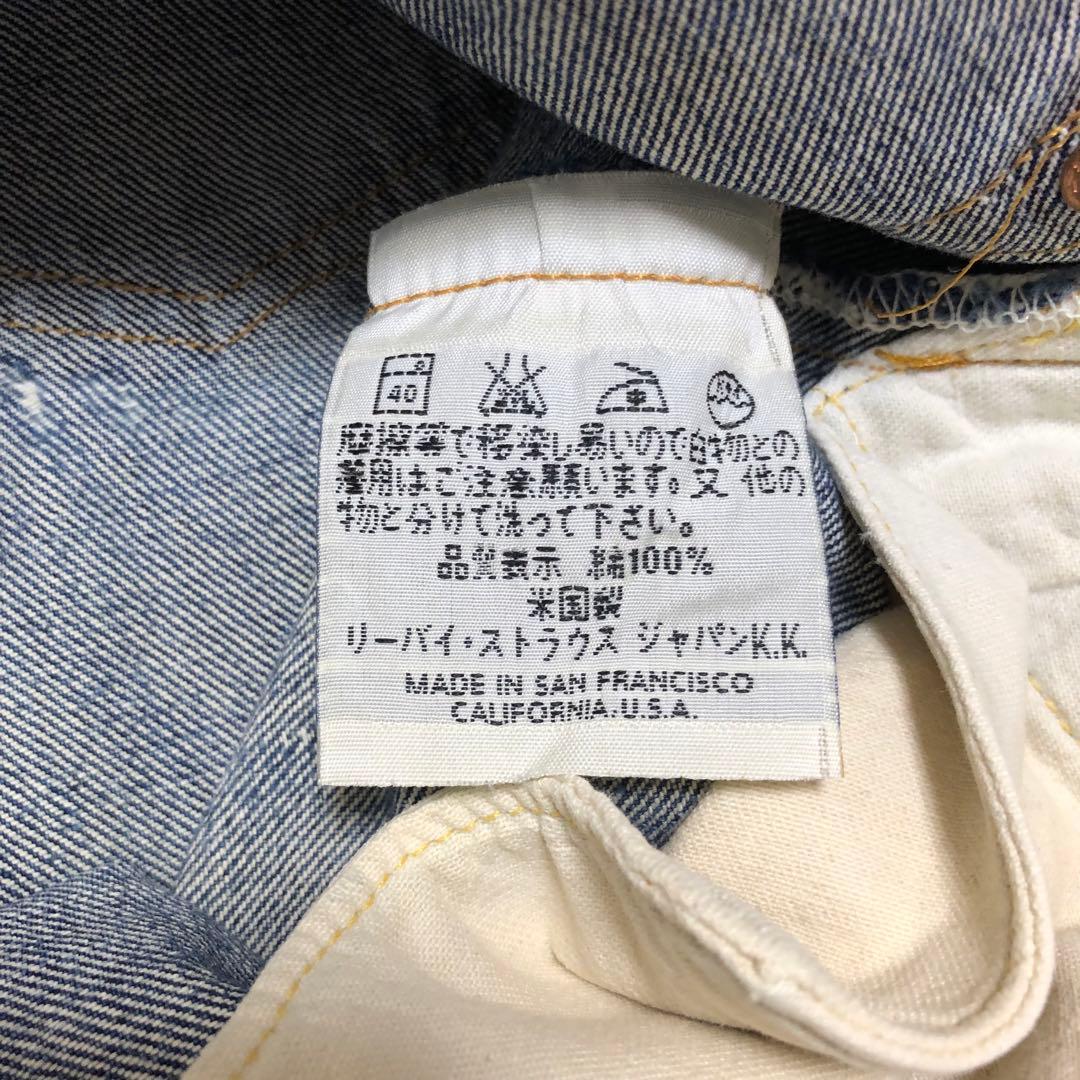 40
摩擦等で移染し易いので白物との
着用はご注意願います。又 他の
物と分けて洗って下さい。
品質表示 綿100%
米国製
リーバイ・ストラウス ジャパンK.K.
MADE IN SAN FRANCISCO
CALIFORNIA.U.S.A.